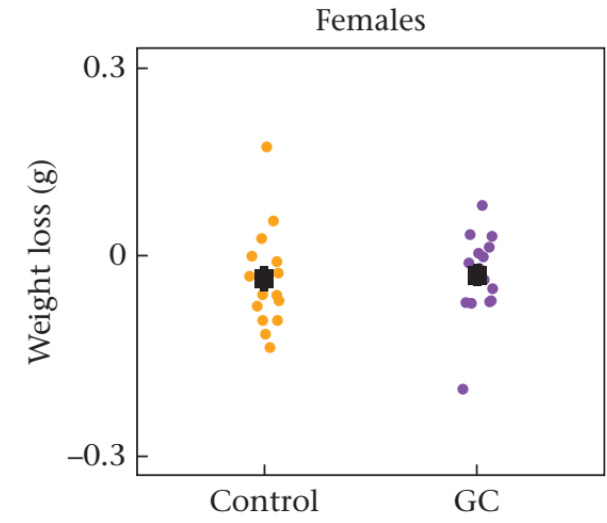 Females
Weight loss (g)
0.3
0
–0.3
Control GC